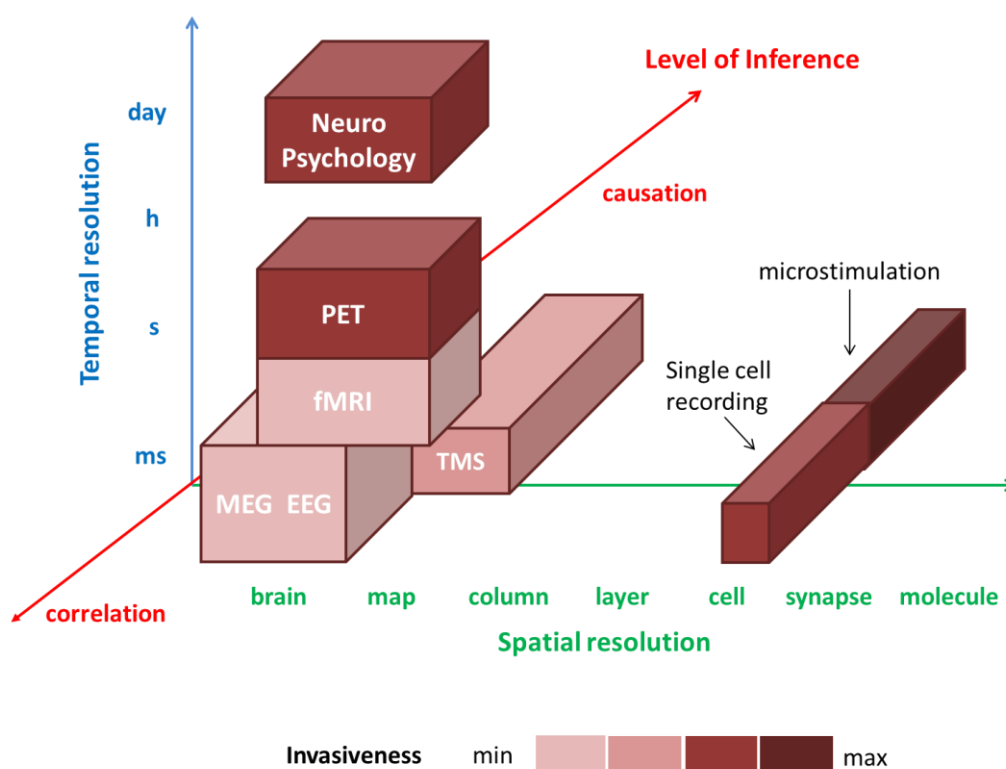 Level of Inference
day
Neuro
Psychology
Temporal resolution
causation
h
microstimulation
PET
s
Single cell
recording
fMRI
ms
TMS
MEG EEG
correlation
brain map column layer cell synapse molecule
Spatial resolution
Invasiveness min max